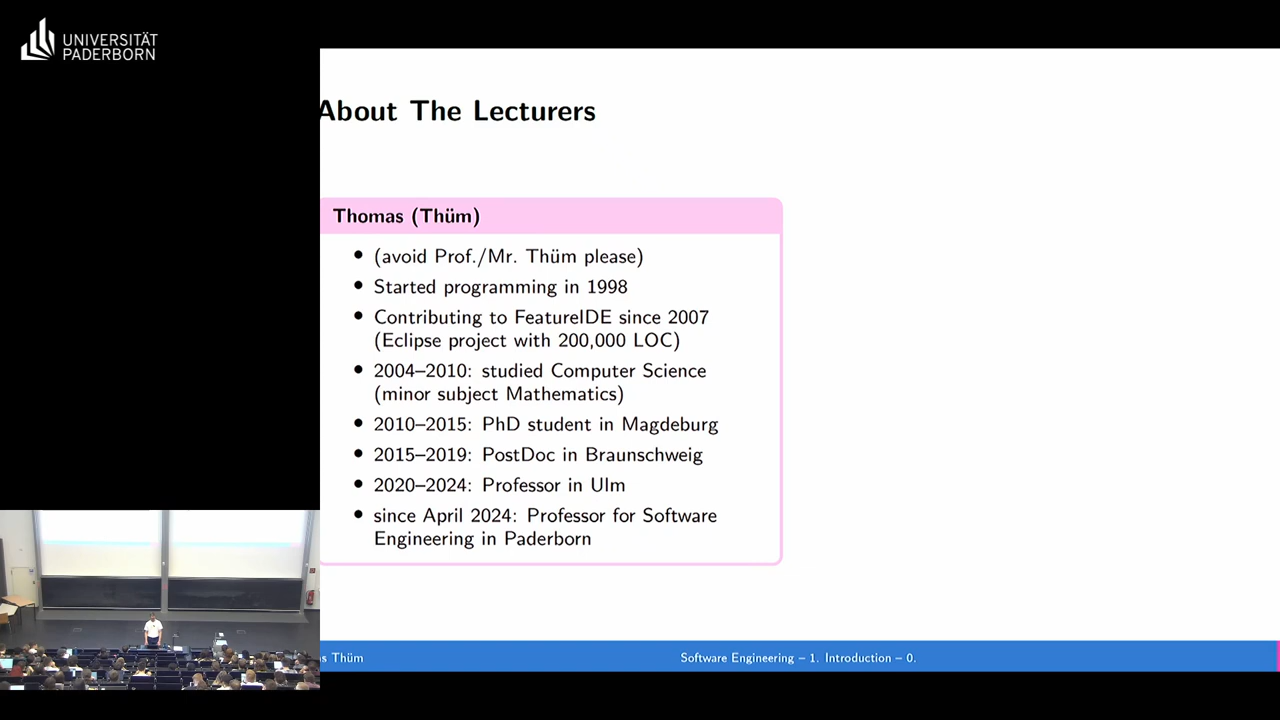 UNIVERSITÄT
PADERBORN
About The Lecturers
Thomas (Thüm)
• (avoid Prof./Mr. Thüm please)
• Started programming in 1998
• Contributing to FeatureIDE since 2007
(Eclipse project with 200,000 LOC)
• 2004–2010: studied Computer Science
(minor subject Mathematics)
• 2010–2015: PhD student in Magdeburg
• 2015–2019: PostDoc in Braunschweig
• 2020–2024: Professor in Ulm
• since April 2024: Professor for Software
Engineering in Paderborn
s Thüm
Software Engineering – 1. Introduction – 0.